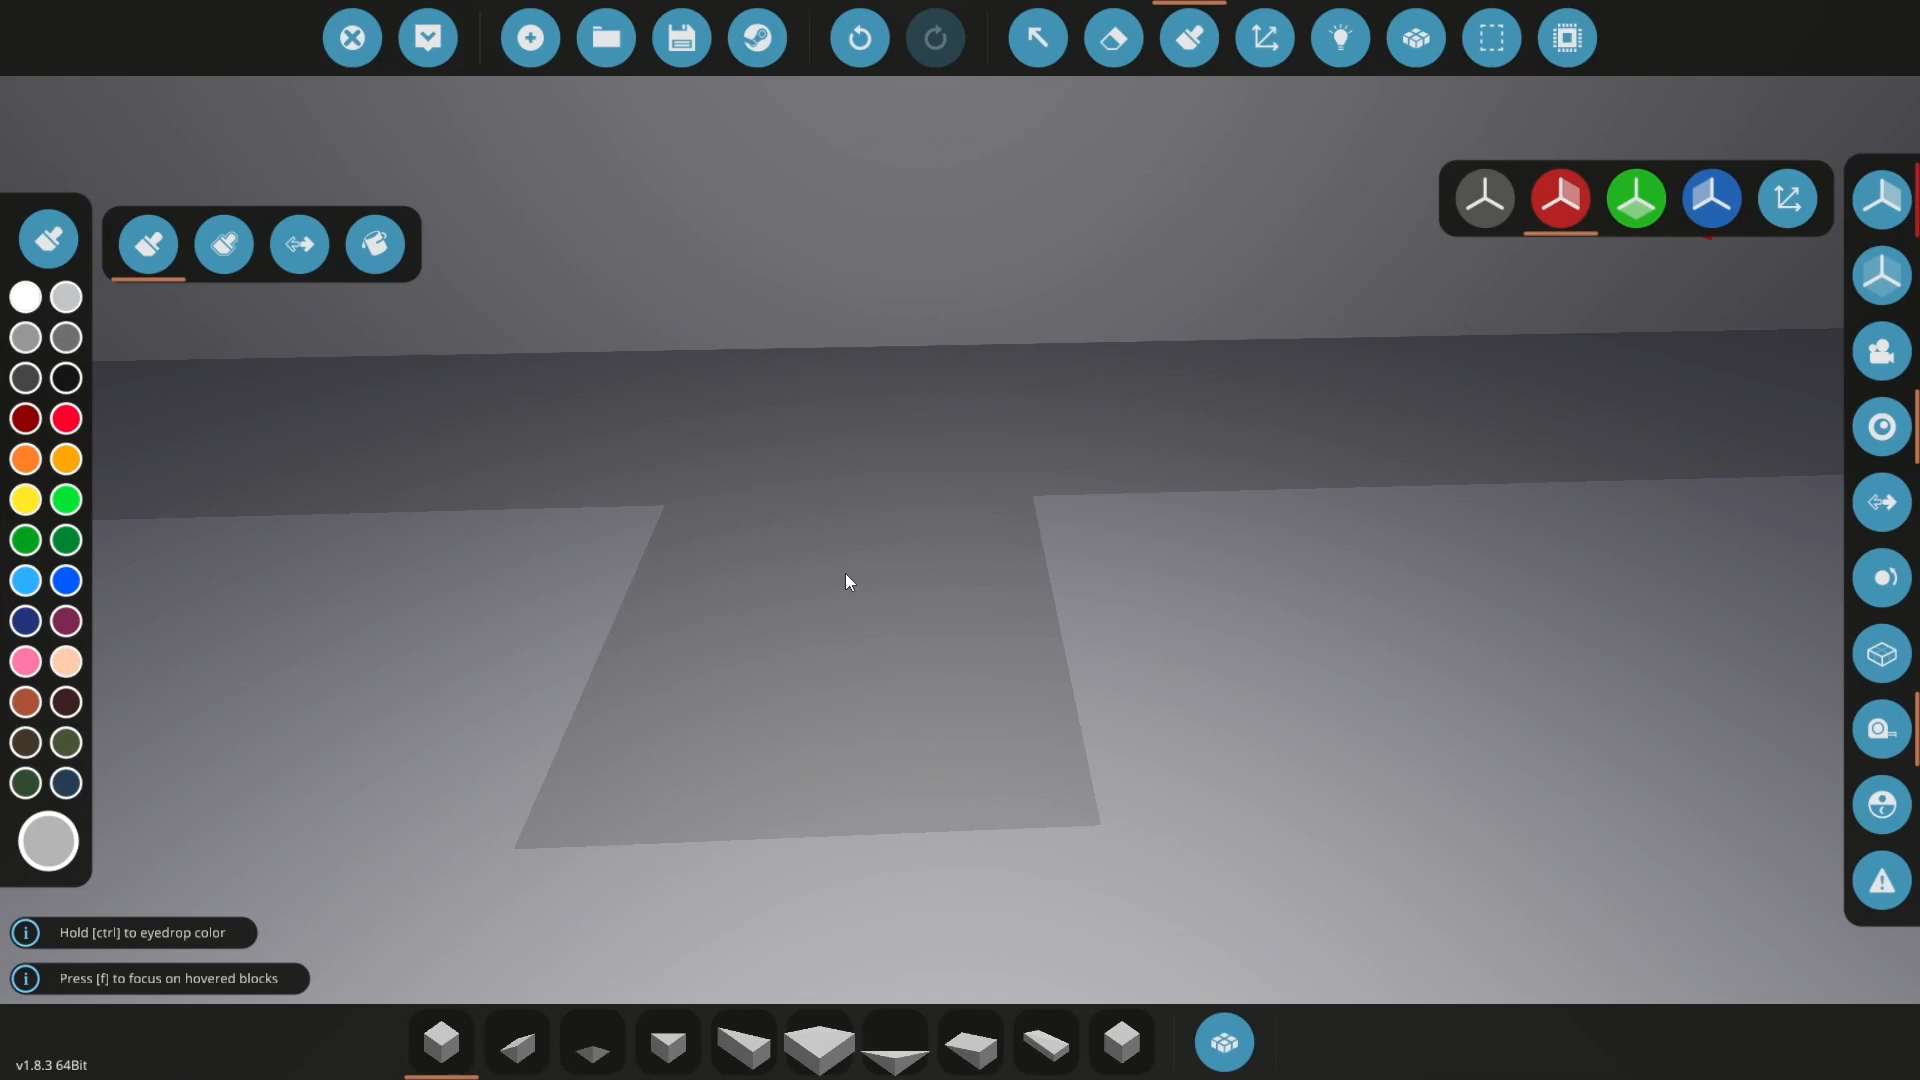 Hold [ctrl] to eyedrop color
Press [f] to focus on hovered blocks
v1.8.3 64Bit